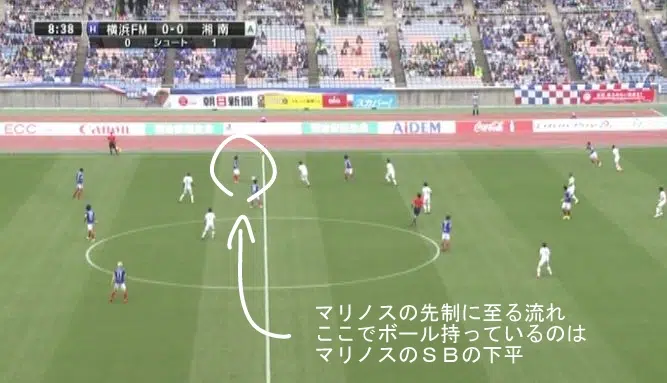 8:38 H 横浜FM 0-0 湘南 A
0 シュート 1
朝日新聞
スカパー!
ECC
Canon
AiDEM
Coca-Cola
マリノスの先制に至る流れ
ここでボール持っているのは
マリノスのSBの下平